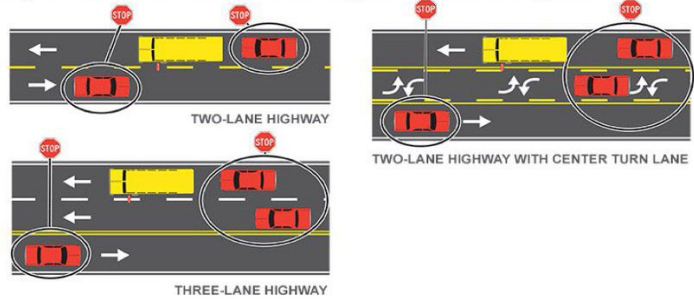 STOP
STOP
TWO-LANE HIGHWAY
STOP
STOP
THREE-LANE HIGHWAY
STOP
STOP
TWO-LANE HIGHWAY WITH CENTER TURN LANE